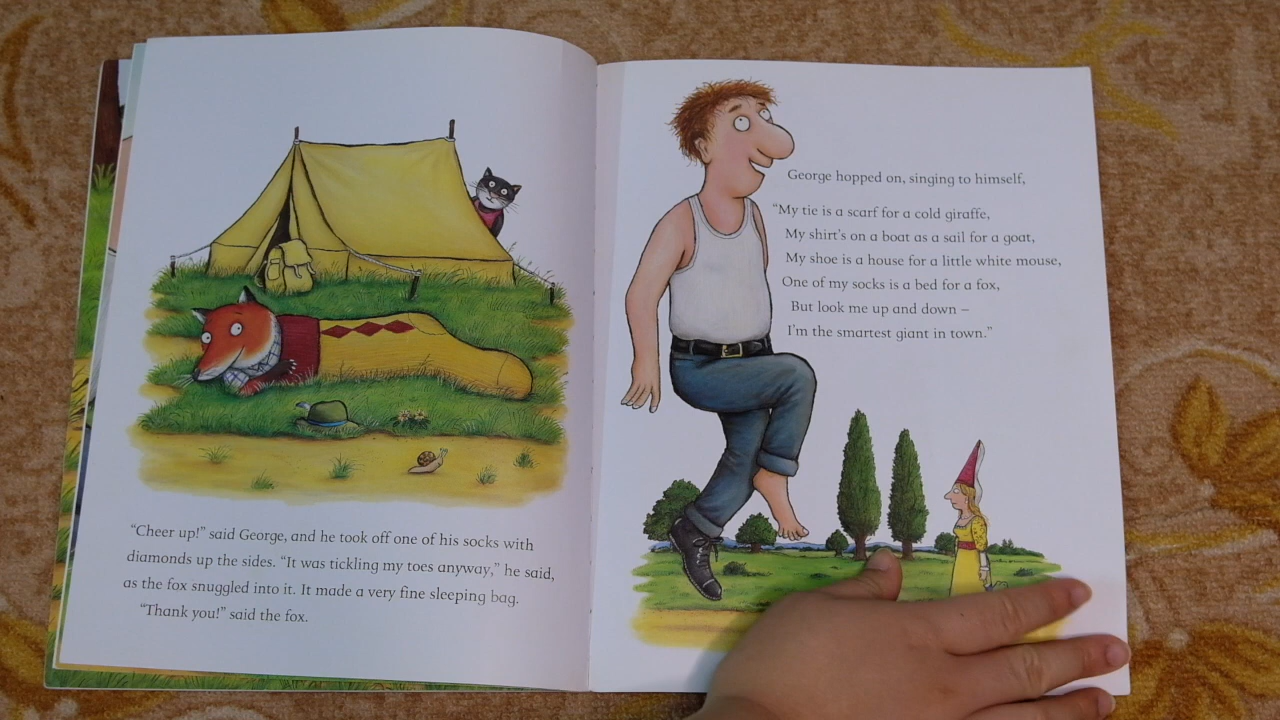 “Cheer up!” said George, and he took off one of his socks with
diamonds up the sides. “It was tickling my toes anyway,” he said,
as the fox snuggled into it. It made a very fine sleeping bag.
“Thank you!” said the fox.
George hopped on, singing to himself,
“My tie is a scarf for a cold giraffe,
My shirt’s on a boat as a sail for a goat,
My shoe is a house for a little white mouse,
One of my socks is a bed for a fox,
But look me up and down –
I’m the smartest giant in town.”